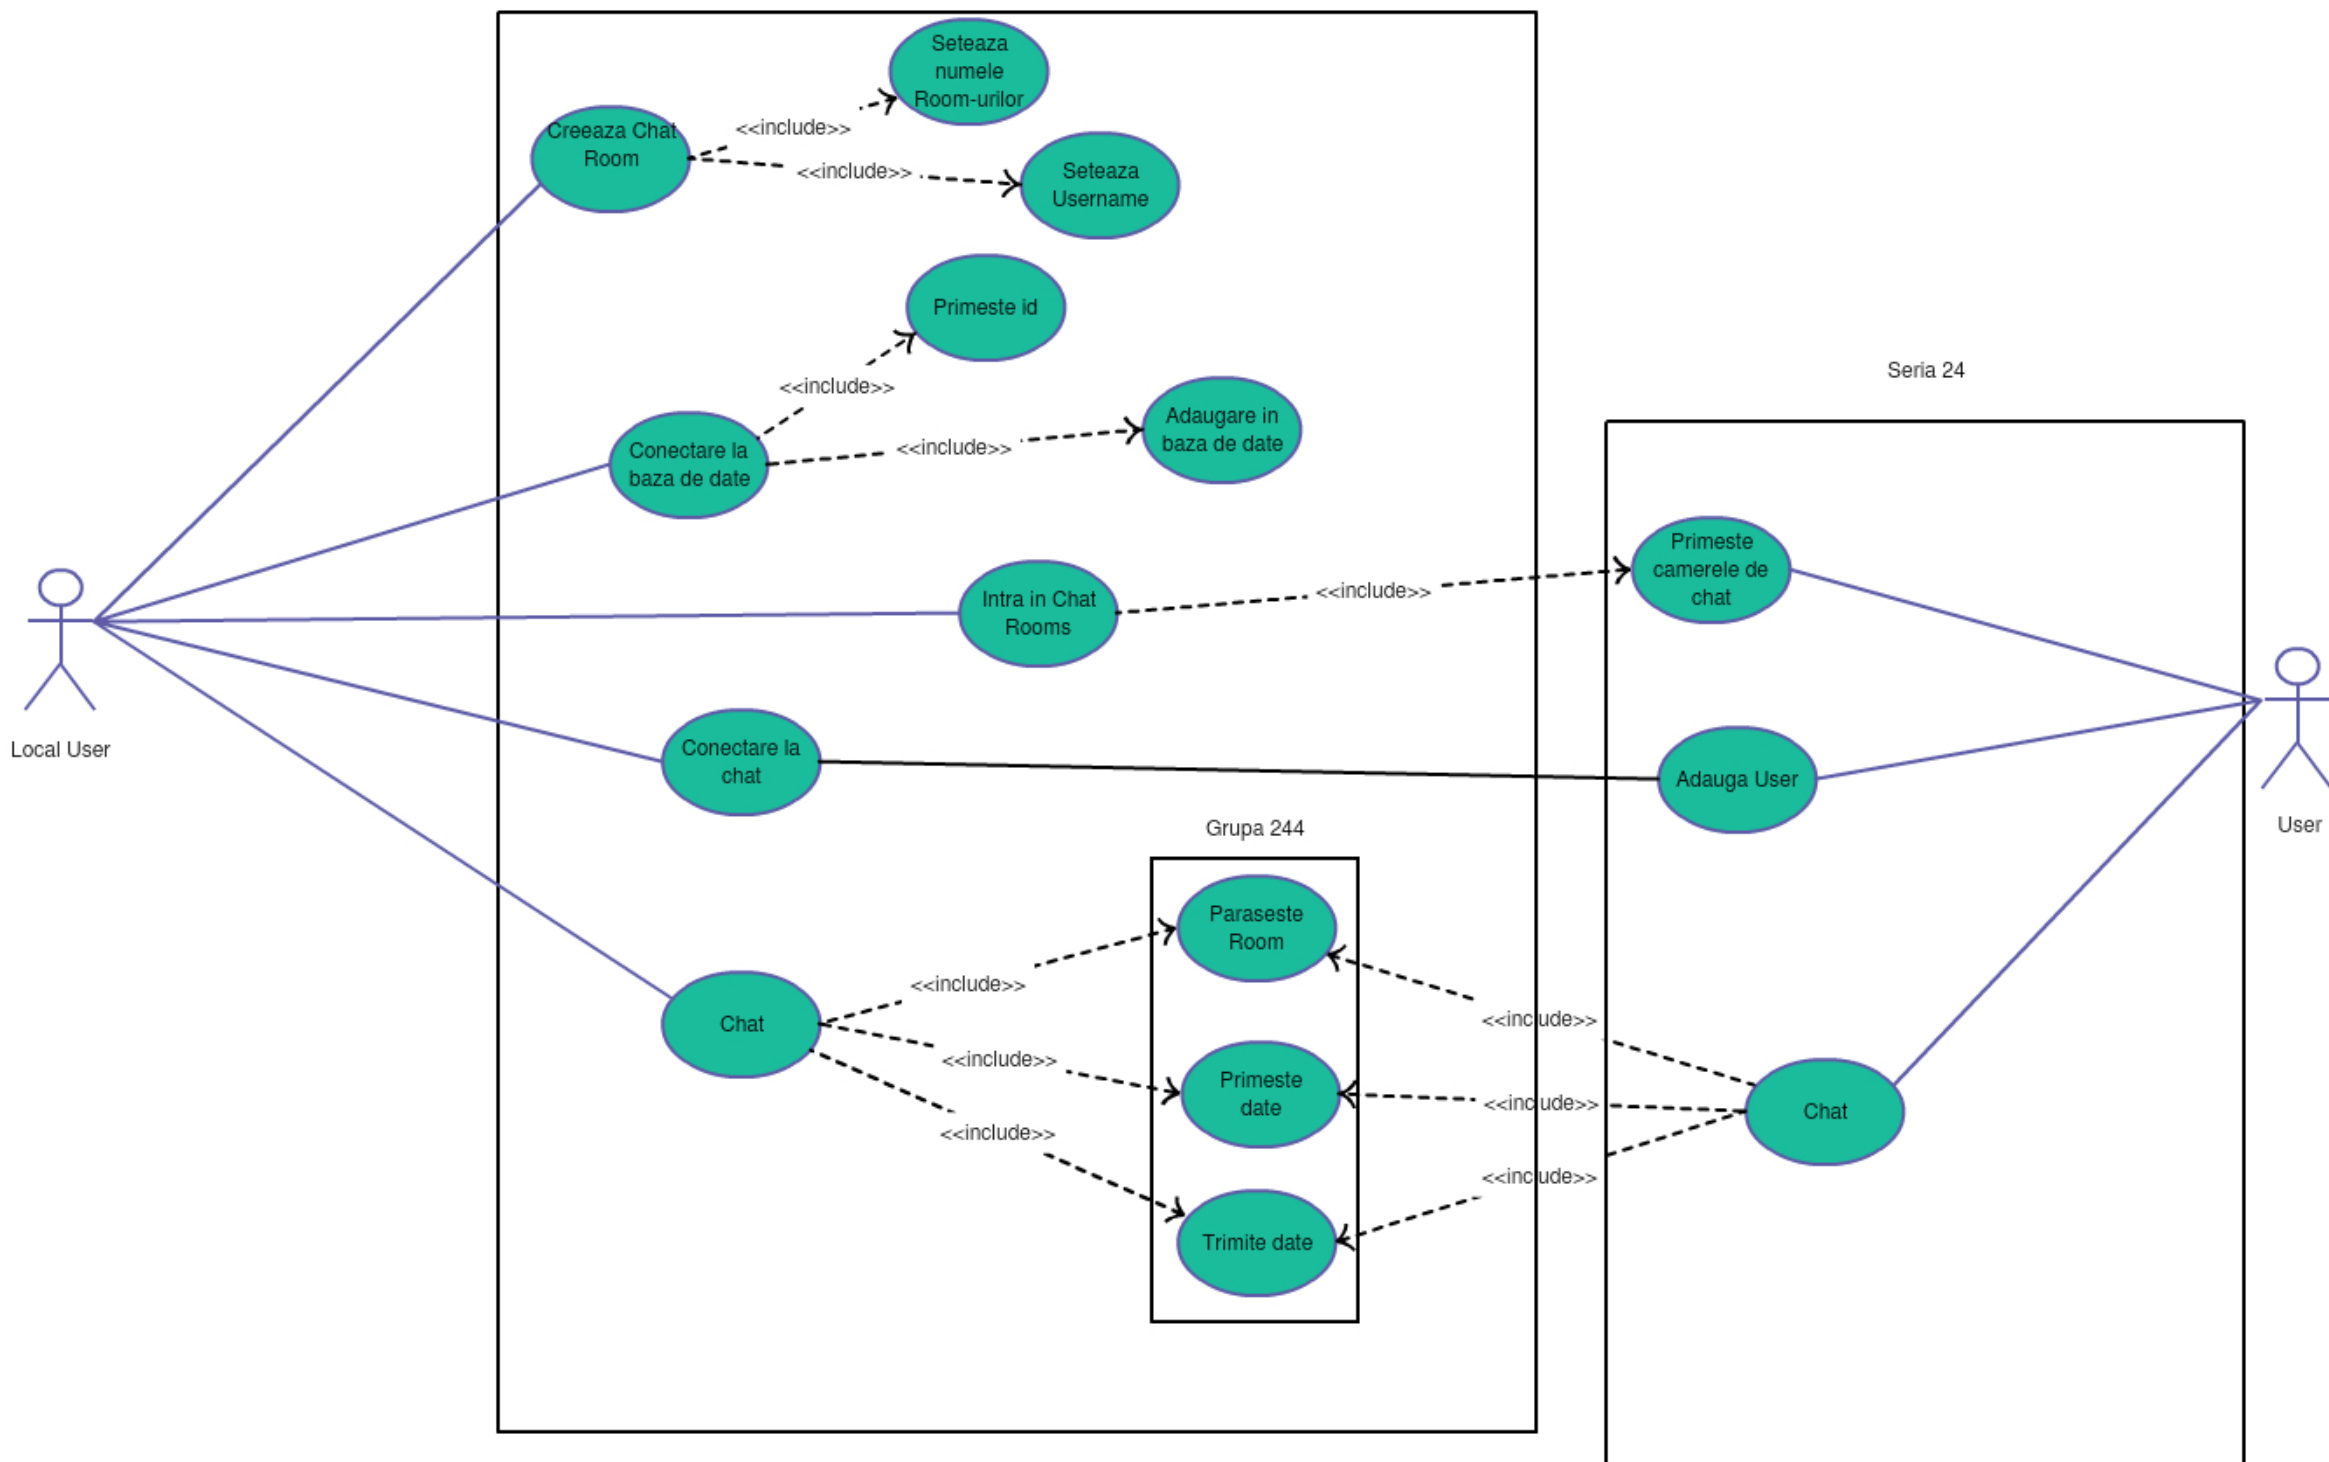 Seteaza
numele
Room-urilor
Creeaza Chat
Room
<<include>>
<<include>>
Seteaza
Username
Primeste id
<<include>>
Conectare la
baza de date
<<include>>
Adaugare in
baza de date
Seria 24
Intra in Chat
Rooms
<<include>>
Primeste
camerele de
chat
Local User
Conectare la
chat
Adauga User
User
Grupa 244
Paraseste
Room
<<include>>
<<include>>
Chat
<<include>>
Primeste
date
<<include>>
Chat
<<include>>
<<include>>
Trimite date